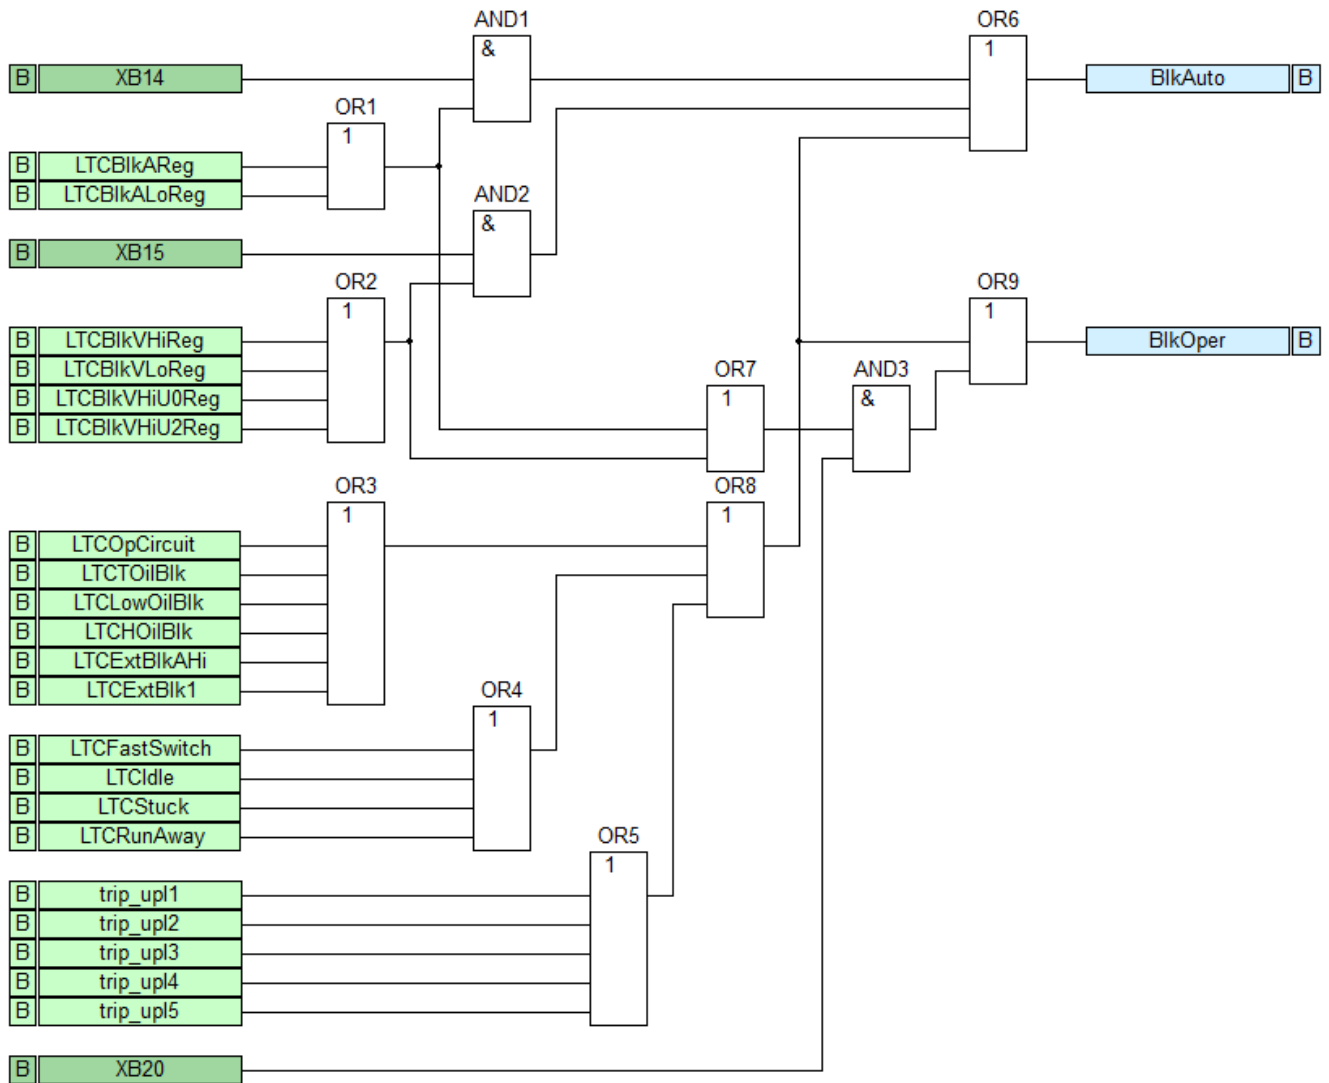 AND1
&
OR6
1
B XB14
BlkAuto B
OR1
1
B LTCBlkAReg
B LTCBlkALoReg
AND2
&
B XB15
OR2
1
OR9
1
B LTCBlkVHiReg
BlkOper B
B LTCBlkVLoReg
OR7
1
AND3
&
B LTCBlkVHiU0Reg
B LTCBlkVHiU2Reg
OR3
1
OR8
1
B LTCOpCircuit
B LTCTOilBlk
B LTCLowOilBlk
B LTCHOilBlk
B LTCExtBlkAHi
B LTCExtBlk1
OR4
1
B LTCFastSwitch
B LTCIdle
B LTCStuck
B LTCRunAway
OR5
1
B trip_upl1
B trip_upl2
B trip_upl3
B trip_upl4
B trip_upl5
B XB20